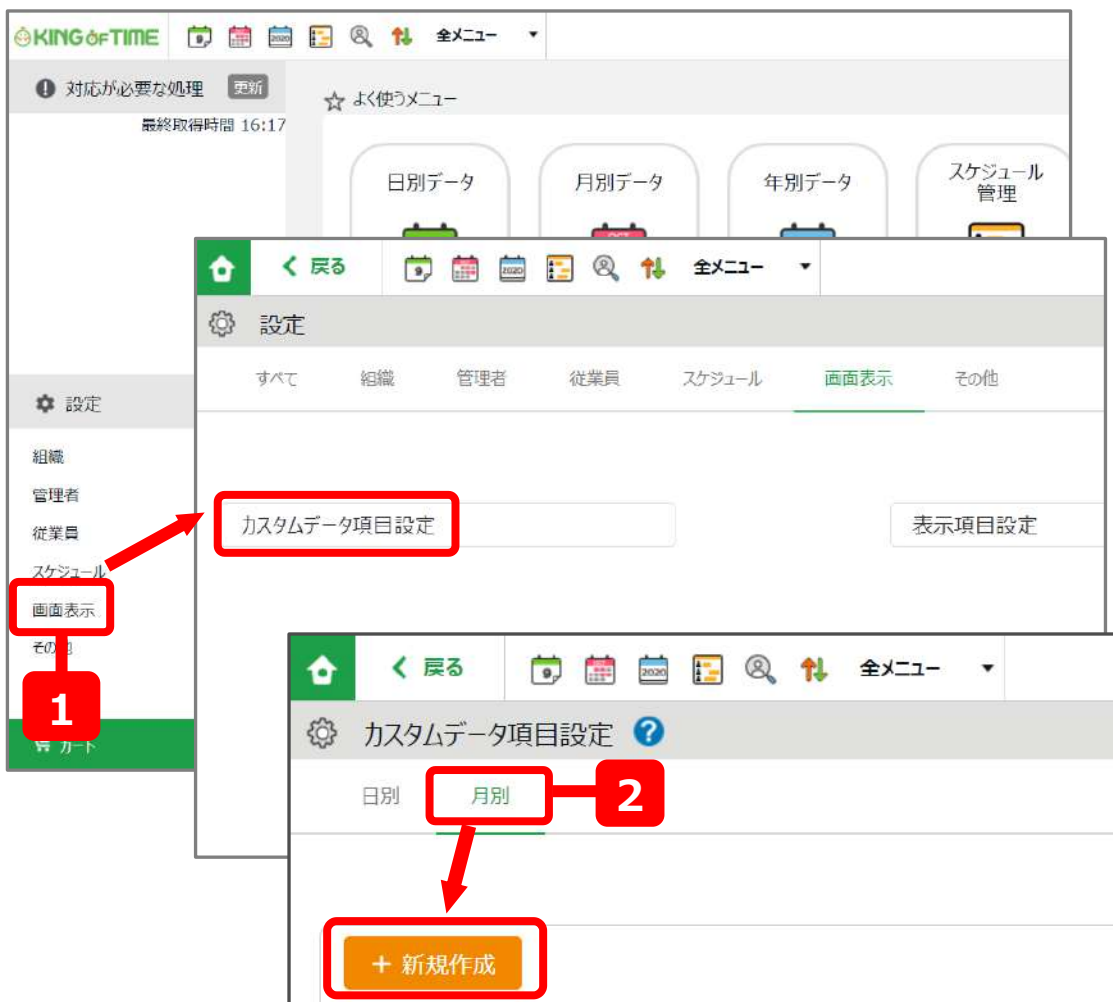 KING OF TIME 全メニュー
対応が必要な処理 更新
最終取得時間 16:17
よく使うメニュー
日別データ 月別データ 年別データ スケジュール
管理
設定
組織
管理者
従業員
スケジュール
画面表示
1
カート
戻る 全メニュー
設定
すべて 組織 管理者 従業員 スケジュール 画面表示 その他
カスタムデータ項目設定 表示項目設定
戻る 全メニュー
カスタムデータ項目設定 ?
日別 月別 2
+ 新規作成